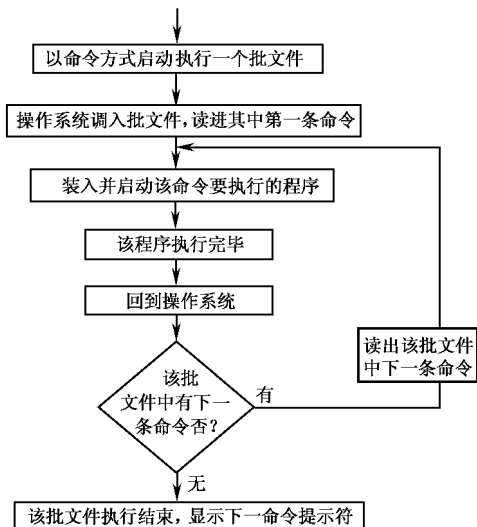 以命令方式启动执行一个批文件
操作系统调入批文件,读进其中第一条命令
装入并启动该命令要执行的程序
该程序执行完毕
回到操作系统
读出该批文件
中下一条命令
该批
文件中有下一
条命令否?
有
无
该批文件执行结束,显示下一命令提示符